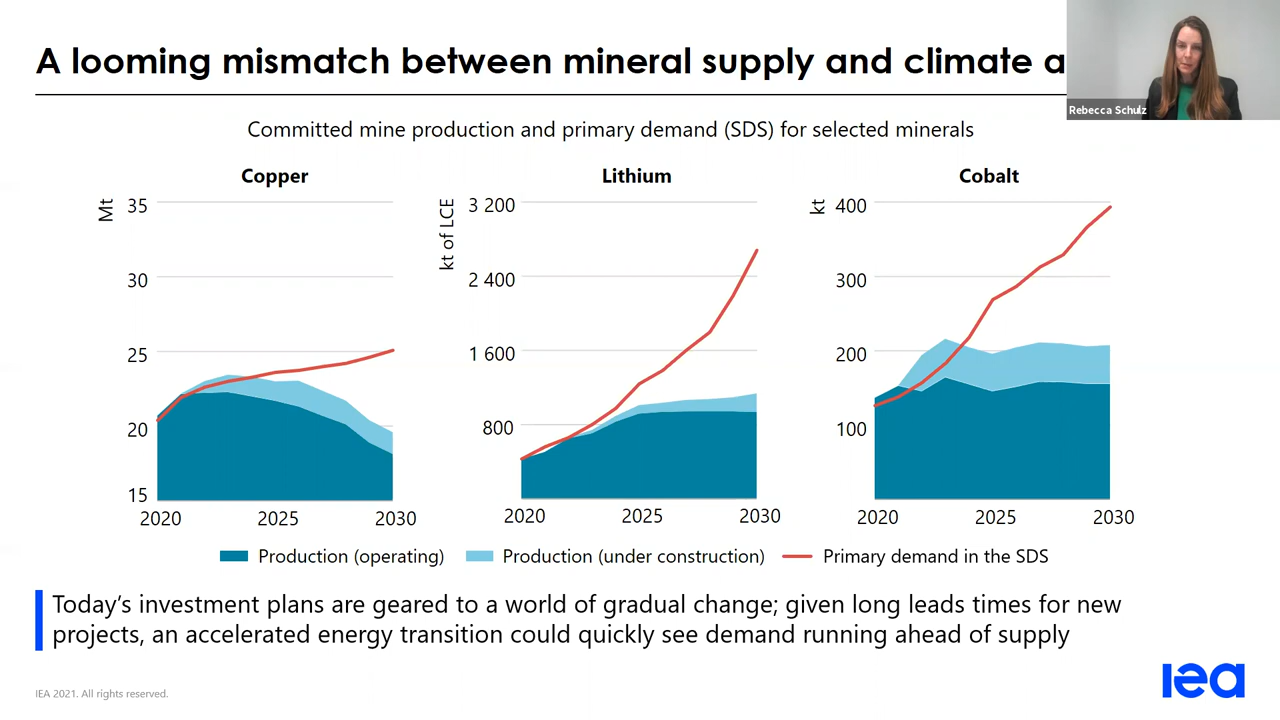 A looming mismatch between mineral supply and climate a
Rebecca Schulz
Committed mine production and primary demand (SDS) for selected minerals
Copper
Mt
35
30
25
20
15
2020 2025 2030
Lithium
kt of LCE
3 200
2 400
1 600
800
2020 2025 2030
Cobalt
kt
400
300
200
100
2020 2025 2030
Production (operating) Production (under construction) Primary demand in the SDS
Today's investment plans are geared to a world of gradual change; given long leads times for new
projects, an accelerated energy transition could quickly see demand running ahead of supply
IEA 2021. All rights reserved.
iea